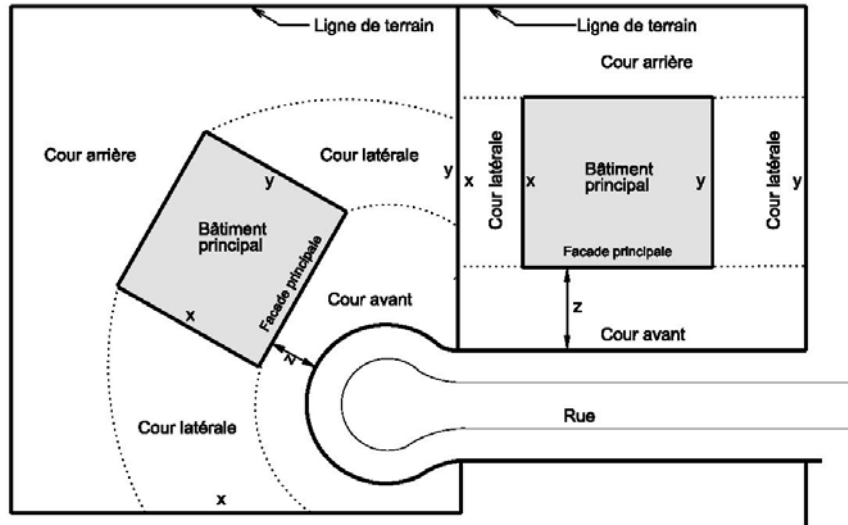 Ligne de terrain
Ligne de terrain
Cour arrière
Cour arrière
Cour latérale
y
y
x
Cour latérale
x
Bâtiment
principal
y
Cour latérale
y
Bâtiment
principal
Facade principale
x
Facade principale
Cour avant
z
z
Cour avant
Cour latérale
Rue
x